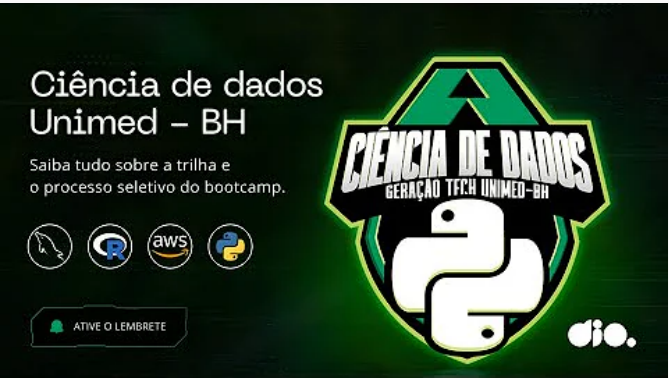 Ciência de dados
Unimed – BH
Saiba tudo sobre a trilha e
o processo seletivo do bootcamp.
R
aws
ATIVE O LEMBRETE
CIÊNCIA DE DADOS
GERAÇÃO TECH UNIMED-BH
dio.